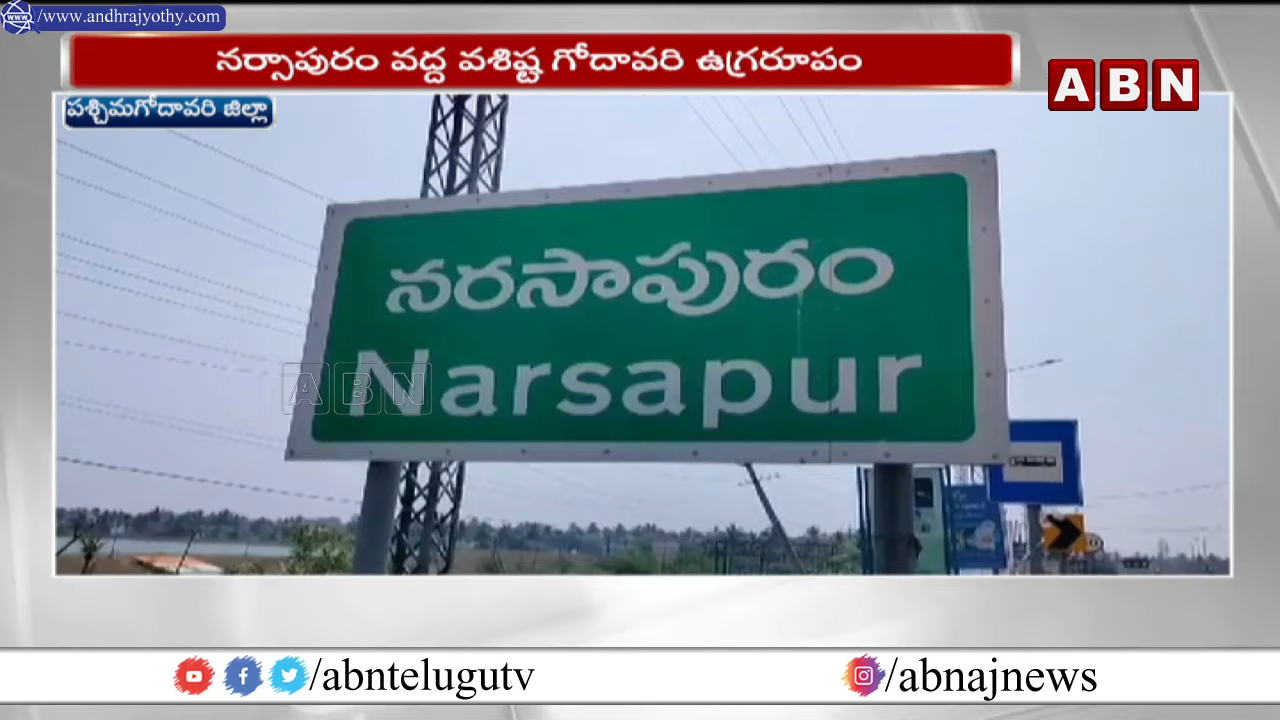 /www.andhrajyothy.com
నర్సాపురం వద్ద వశిష్ట గోదావరి ఉగ్రరూపం
ABN
పశ్చిమగోదావరి జిల్లా
నరసాపురం
Narsapur
ABN
/abntelugutv
/abnajnews